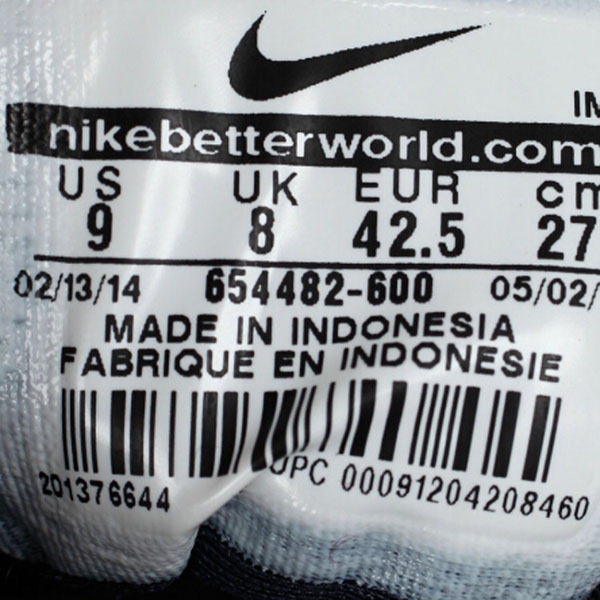 IN
nikebetterworld.com
US UK EUR cm
9 8 42.5 27
02/13/14 654482-600 05/02/
MADE IN INDONESIA
FABRIQUE EN INDONESIE
201376644 UPC 00091204208460